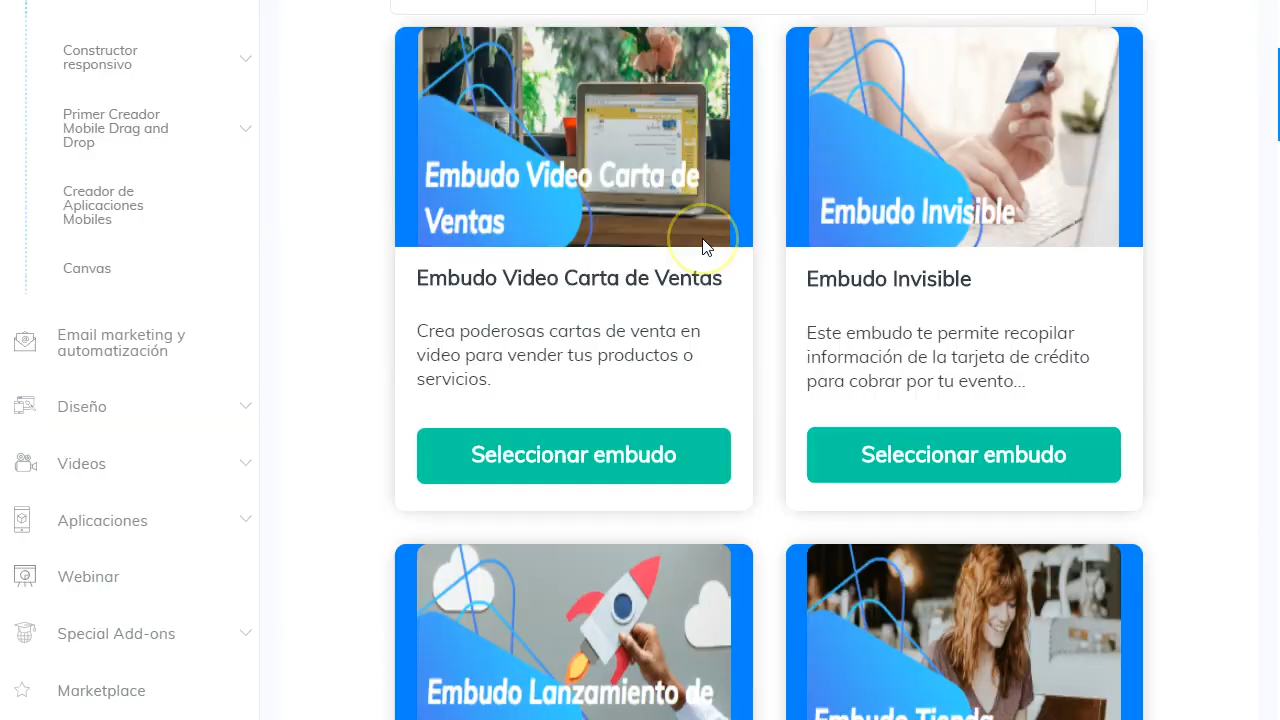 Constructor
responsivo
Primer Creador
Mobile Drag and
Drop
Creador de
Aplicaciones
Mobiles
Canvas
Email marketing y
automatización
Diseño
Videos
Aplicaciones
Webinar
Special Add-ons
Marketplace
Embudo Video Carta de
Ventas
Embudo Video Carta de Ventas
Crea poderosas cartas de venta en
video para vender tus productos o
servicios.
Seleccionar embudo
Embudo Invisible
Embudo Invisible
Este embudo te permite recopilar
información de la tarjeta de crédito
para cobrar por tu evento...
Seleccionar embudo
Embudo Lanzamiento de
Embudo Tienda